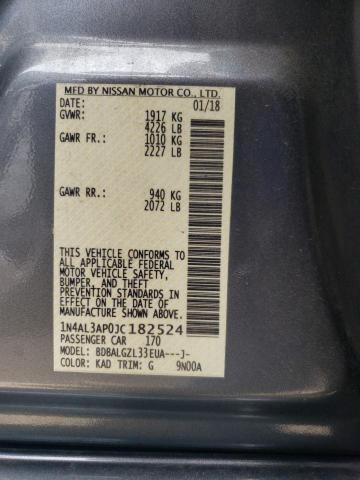 MFD BY NISSAN MOTOR CO., LTD.
DATE: 01/18
GVWR: 1917 KG
4226 LB
GAWR FR: 1010 KG
2227 LB
GAWR RR: 940 KG
2072 LB
THIS VEHICLE CONFORMS TO
ALL APPLICABLE FEDERAL
MOTOR VEHICLE SAFETY,
BUMPER, AND THEFT
PREVENTION STANDARDS IN
EFFECT ON THE DATE OF
MANUFACTURE SHOWN ABOVE.
1N4AL3AP0JC182524
PASSENGER CAR 170
MODEL: BDBALGZL33EUA---J-
COLOR: KAD TRIM: G 9N00A